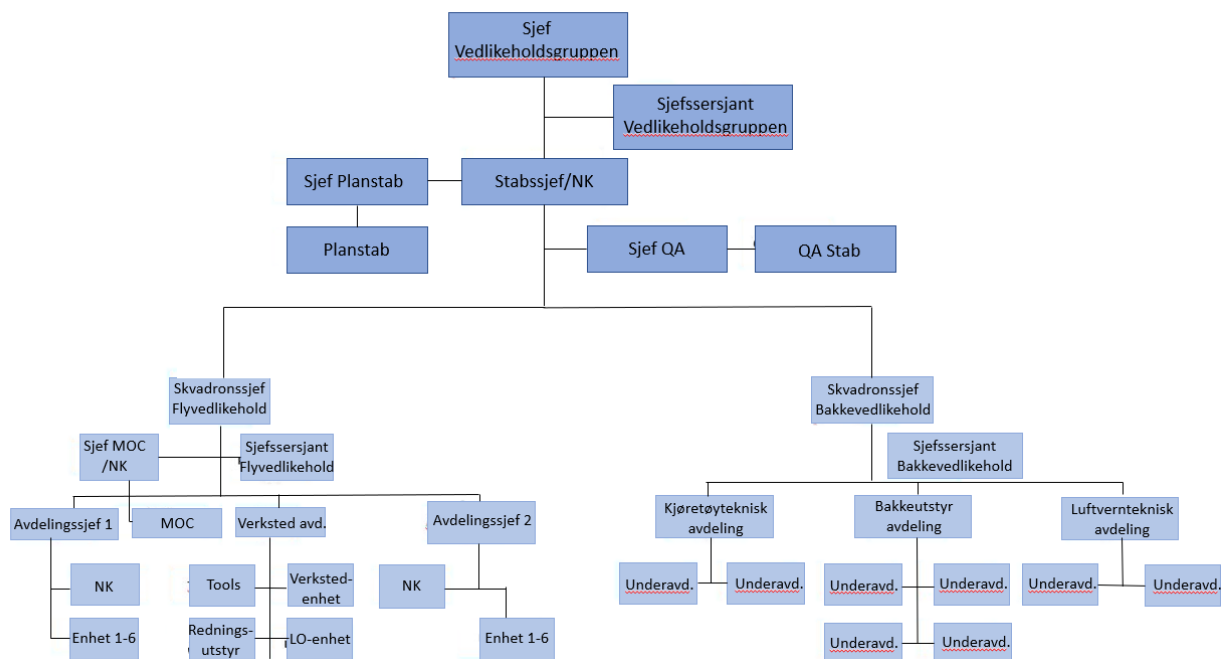 Sjef
Vedlikeholdsgruppen
Sjefssersjant
Vedlikeholdsgruppen
Sjef Planstab
Stabssjef/NK
Planstab
Sjef QA
QA Stab
Skvadronssjef
Flyvedlikehold
Skvadronssjef
Bakkevedlikehold
Sjef MOC
/NK
Sjefssersjant
Flyvedlikehold
Sjefssersjant
Bakkevedlikehold
Avdelingssjef 1
MOC
Verksted avd.
Avdelingssjef 2
Kjøretøyteknisk
avdeling
Bakkeutstyr
avdeling
Luftvernteknisk
avdeling
NK
Tools
Verksted-
enhet
NK
Underavd.
Underavd.
Underavd.
Underavd.
Underavd.
Underavd.
Enhet 1-6
Rednings-
utstyr
LO-enhet
Enhet 1-6
Underavd.
Underavd.